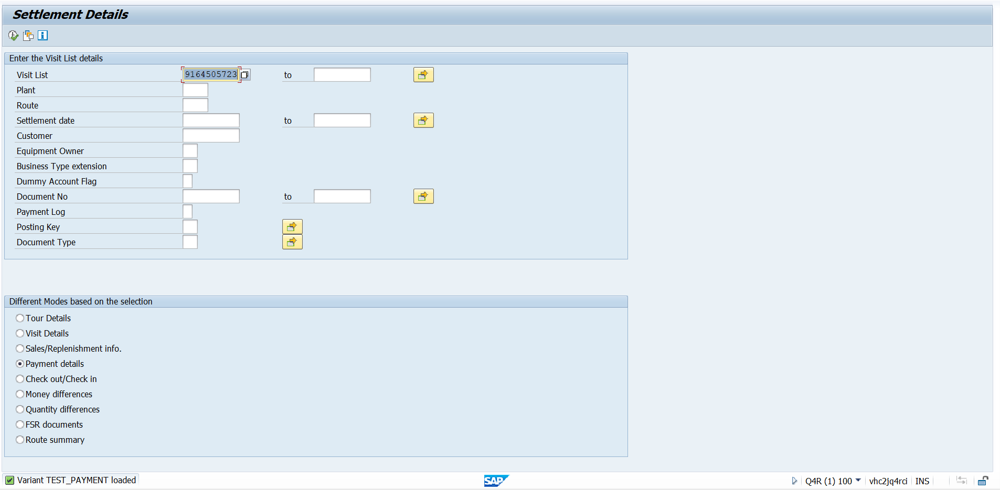 Settlement Details
Enter the Visit List details
Visit List 9164505723 to
Plant
Route
Settlement date to
Customer
Equipment Owner
Business Type extension
Dummy Account Flag
Document No to
Payment Log
Posting Key
Document Type
Different Modes based on the selection
Tour Details
Visit Details
Sales/Replenishment info.
Payment details
Check out/Check in
Money differences
Quantity differences
FSR documents
Route summary
Variant TEST_PAYMENT loaded SAP Q4R (1) 100 vhc2jq4rci INS